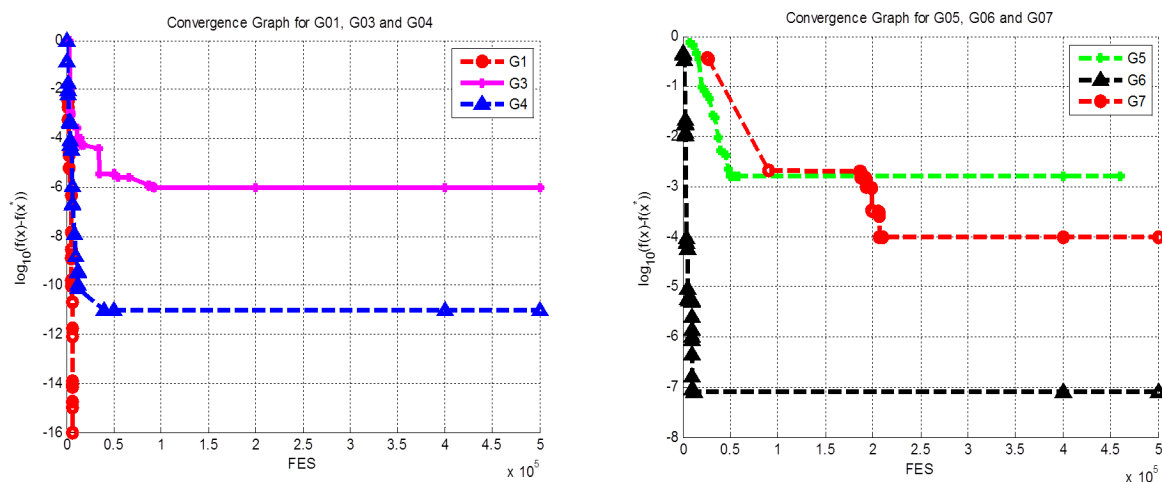 Convergence Graph for G01, G03 and G04
0
-2
-4
-6
-8
-10
-12
-14
-16
log10(f(x)-f(x*))
G1
G3
G4
0 0.5 1 1.5 2 2.5 3 3.5 4 4.5 5
FES
x 10^5
Convergence Graph for G05, G06 and G07
0
-1
-2
-3
-4
-5
-6
-7
-8
log10(f(x)-f(x*))
G5
G6
G7
0 0.5 1 1.5 2 2.5 3 3.5 4 4.5 5
FES
x 10^5